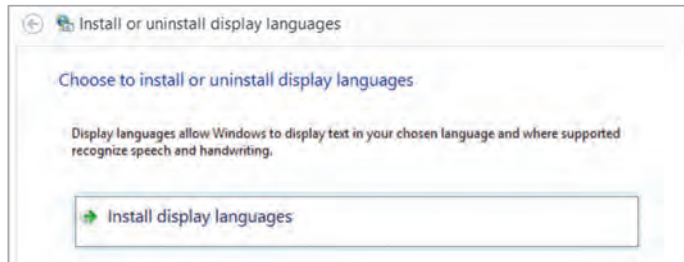 Install or uninstall display languages
Choose to install or uninstall display languages
Display languages allow Windows to display text in your chosen language and where supported
recognize speech and handwriting.
Install display languages